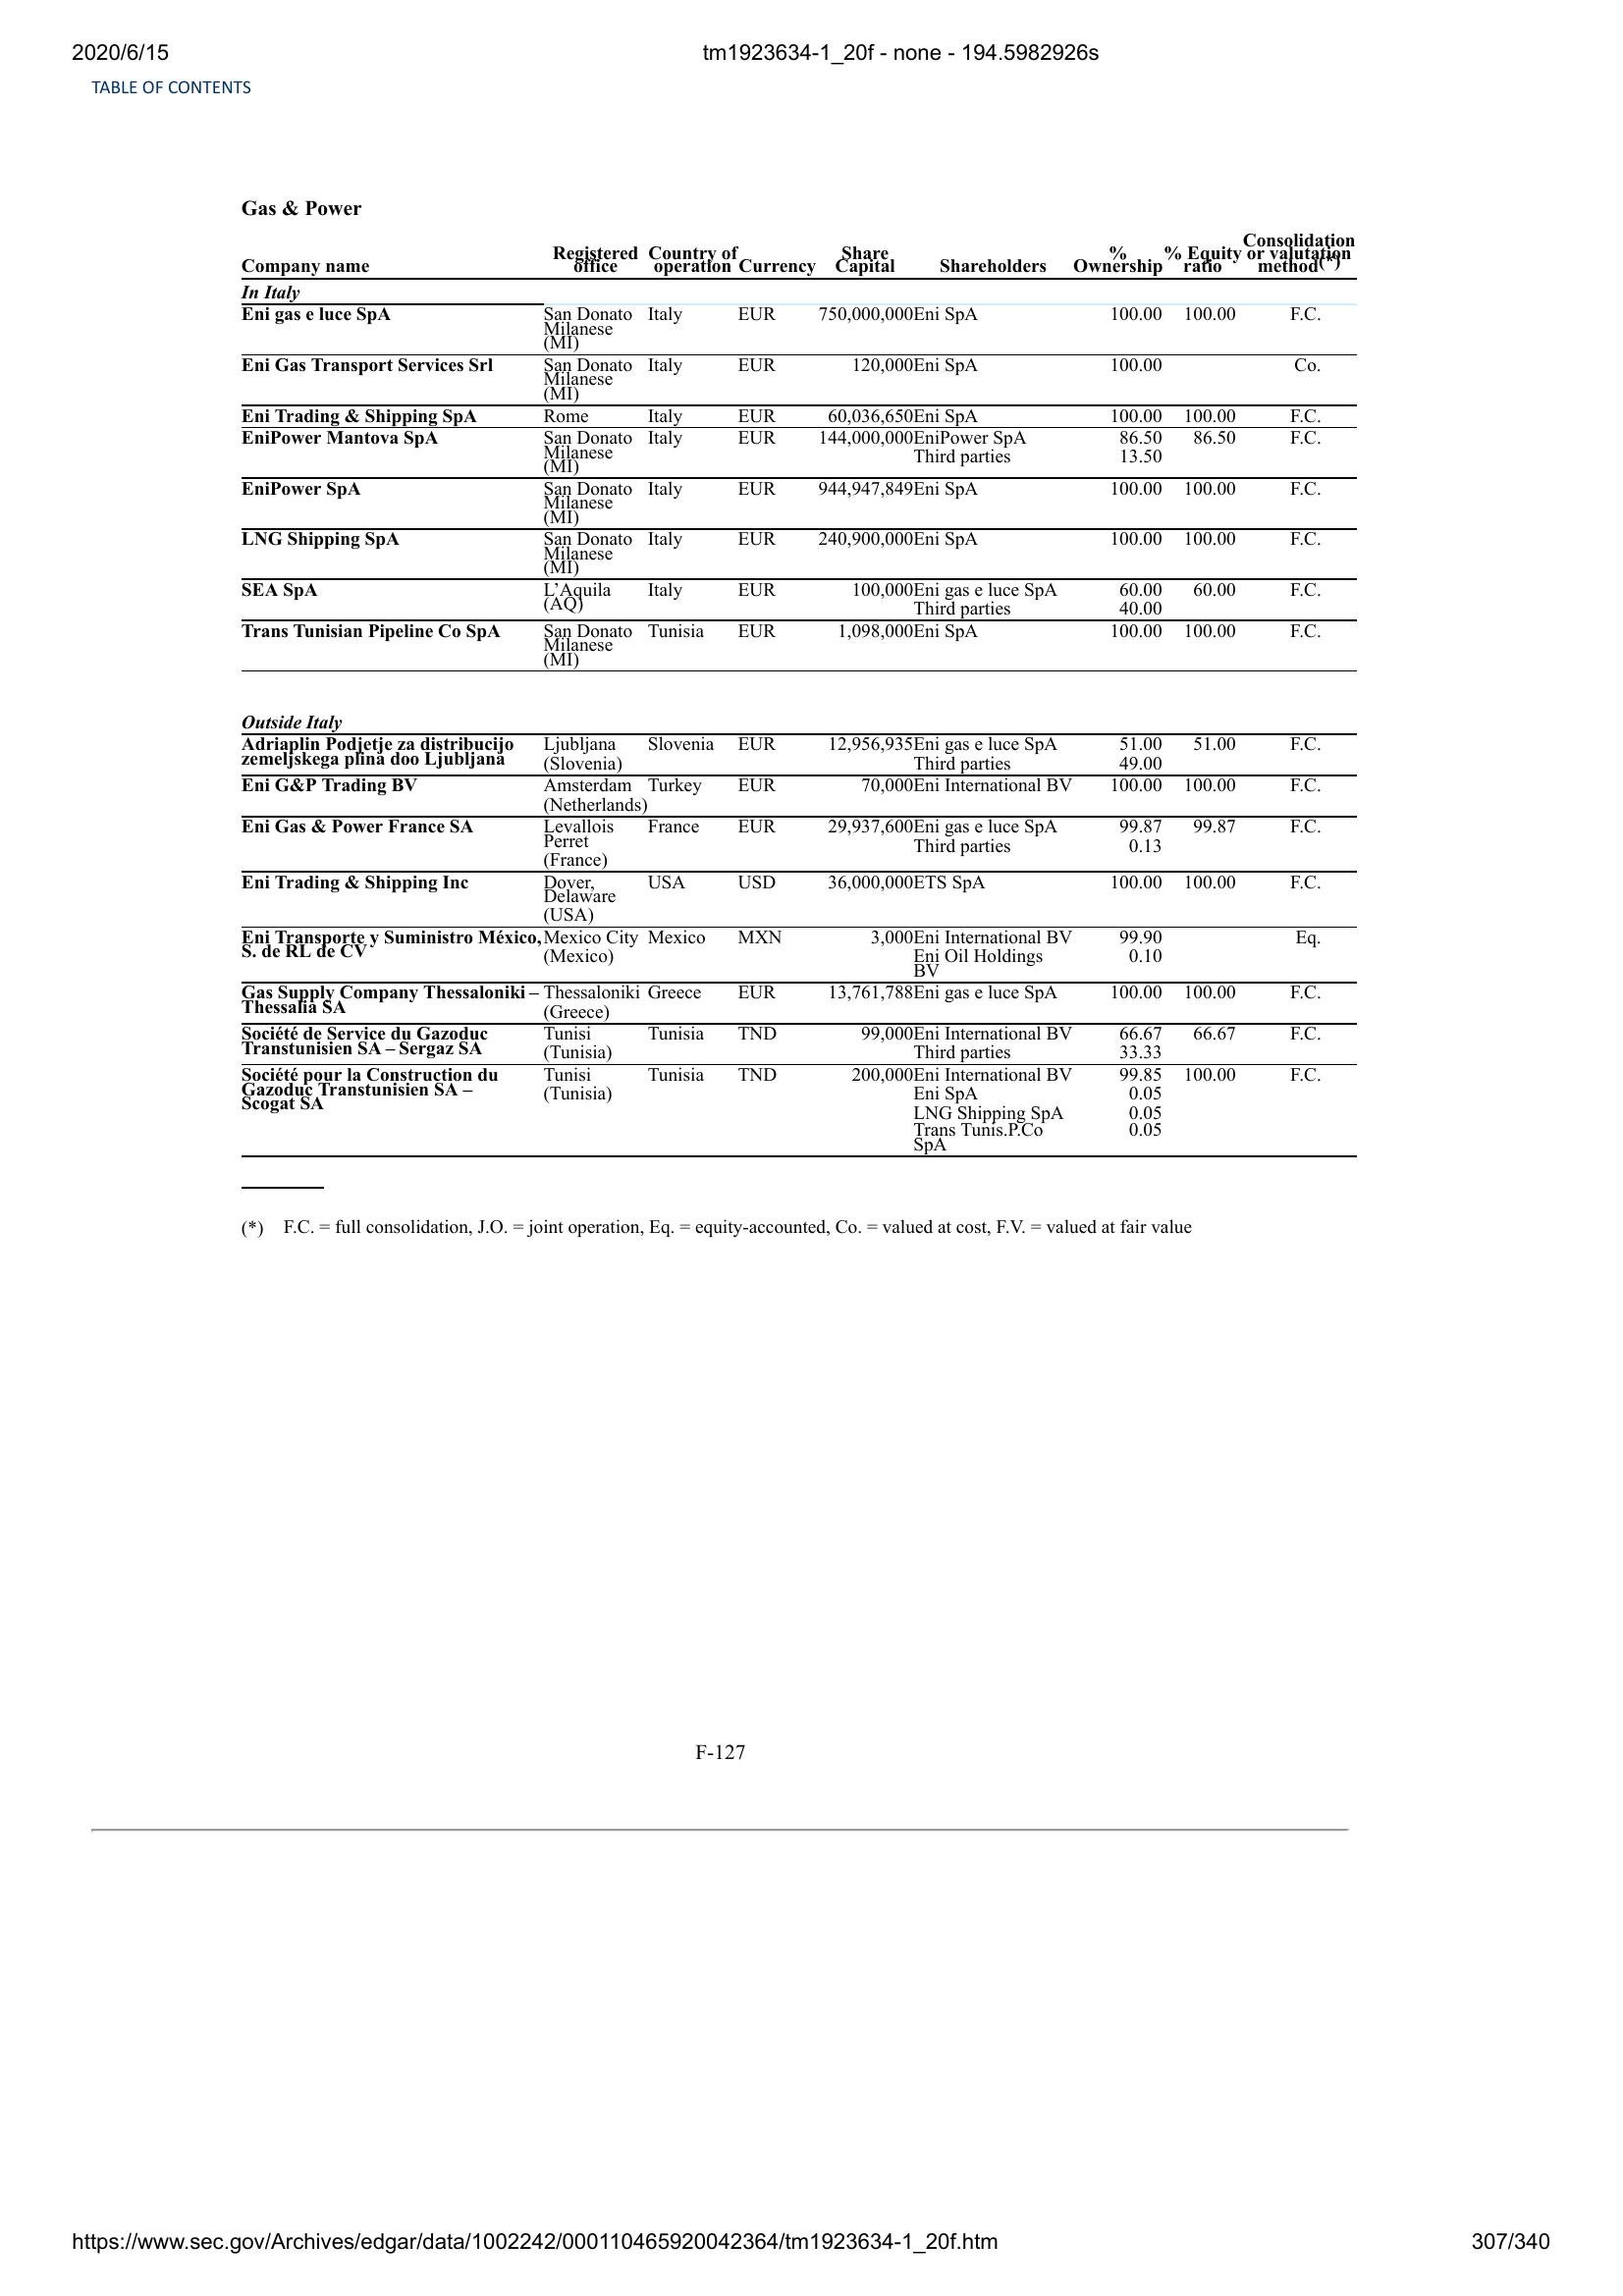 2020/6/15 tm1923634-1_20f - none - 194.5982926s
TABLE OF CONTENTS
Gas & Power
Company name Registered office Country of operation Currency Share Capital Shareholders % Ownership % Equity ratio Consolidation or valutation method(*)
In Italy
Eni gas e luce SpA San Donato Italy EUR 750,000,000 Eni SpA 100.00 100.00 F.C.
Milanese
(MI)
Eni Gas Transport Services Srl San Donato Italy EUR 120,000 Eni SpA 100.00 Co.
Milanese
(MI)
Eni Trading & Shipping SpA Rome Italy EUR 60,036,650 Eni SpA 100.00 100.00 F.C.
EniPower Mantova SpA San Donato Italy EUR 144,000,000 EniPower SpA 86.50 86.50 F.C.
Milanese Third parties 13.50
(MI)
EniPower SpA San Donato Italy EUR 944,947,849 Eni SpA 100.00 100.00 F.C.
Milanese
(MI)
LNG Shipping SpA San Donato Italy EUR 240,900,000 Eni SpA 100.00 100.00 F.C.
Milanese
(MI)
SEA SpA L’Aquila Italy EUR 100,000 Eni gas e luce SpA 60.00 60.00 F.C.
(AQ) Third parties 40.00
Trans Tunisian Pipeline Co SpA San Donato Tunisia EUR 1,098,000 Eni SpA 100.00 100.00 F.C.
Milanese
(MI)
Outside Italy
Adriaplin Podjetje za distribucijo Ljubljana Slovenia EUR 12,956,935 Eni gas e luce SpA 51.00 51.00 F.C.
zemeljskega plina doo Ljubljana (Slovenia) Third parties 49.00
Eni G&P Trading BV Amsterdam Turkey EUR 70,000 Eni International BV 100.00 100.00 F.C.
(Netherlands)
Eni Gas & Power France SA Levallois France EUR 29,937,600 Eni gas e luce SpA 99.87 99.87 F.C.
Perret Third parties 0.13
(France)
Eni Trading & Shipping Inc Dover, USA USD 36,000,000 ETS SpA 100.00 100.00 F.C.
Delaware
(USA)
Eni Transporte y Suministro México, Mexico City Mexico MXN 3,000 Eni International BV 99.90 Eq.
S. de RL de CV (Mexico) Eni Oil Holdings 0.10
BV
Gas Supply Company Thessaloniki – Thessaloniki Greece EUR 13,761,788 Eni gas e luce SpA 100.00 100.00 F.C.
Thessalia SA (Greece)
Société de Service du Gazoduc Tunisi Tunisia TND 99,000 Eni International BV 66.67 66.67 F.C.
Transtunisien SA – Sergaz SA (Tunisia) Third parties 33.33
Société pour la Construction du Tunisi Tunisia TND 200,000 Eni International BV 99.85 100.00 F.C.
Gazoduc Transtunisien SA – (Tunisia) Eni SpA 0.05
Scogat SA LNG Shipping SpA 0.05
Trans Tunis.P.Co 0.05
SpA
(*) F.C. = full consolidation, J.O. = joint operation, Eq. = equity-accounted, Co. = valued at cost, F.V. = valued at fair value
F-127
https://www.sec.gov/Archives/edgar/data/1002242/000110465920042364/tm1923634-1_20f.htm 307/340